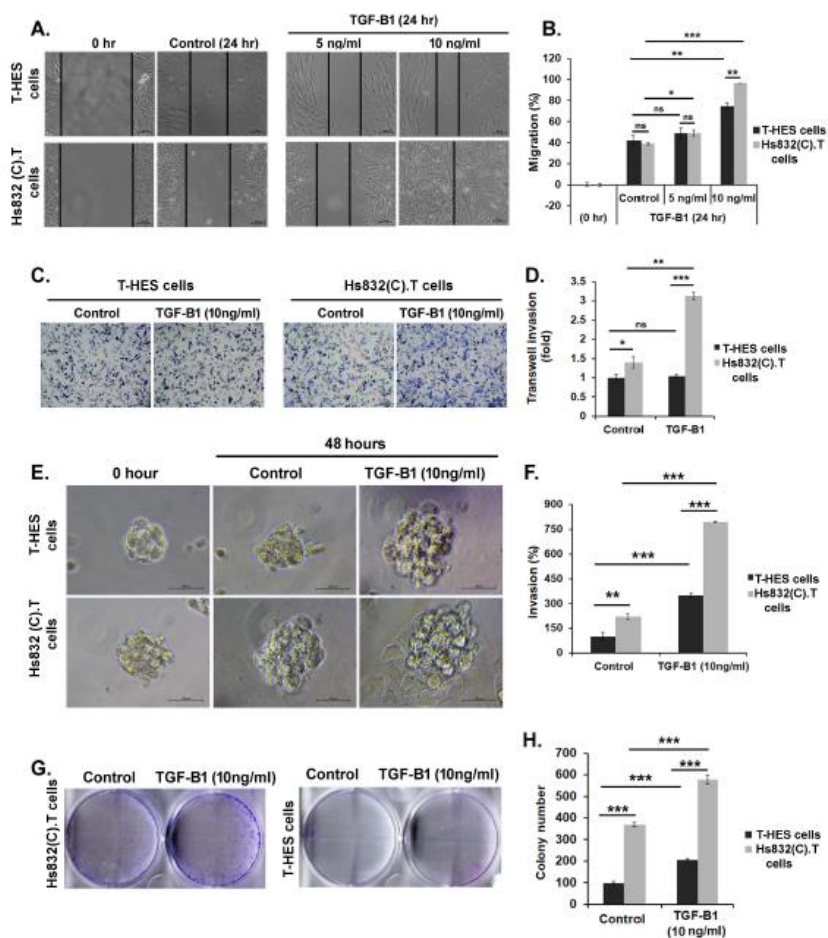 A.
TGF-B1 (24 hr)
0 hr
Control (24 hr)
5 ng/ml
10 ng/ml
T-HES
cells
Hs832 (C).T
cells
B.
Migration (%)
120
100
80
60
40
20
0
ns
ns
ns
*
**
***
**
T-HES cells
Hs832(C).T
cells
Control
5 ng/ml
10 ng/ml
(0 hr)
TGF-B1 (24 hr)
C.
T-HES cells
Hs832(C).T cells
Control
TGF-B1 (10ng/ml)
Control
TGF-B1 (10ng/ml)
D.
Transwell invasion
(fold)
3.5
3
2.5
2
1.5
1
0.5
0
**
***
ns
*
T-HES cells
Hs832(C).T
cells
Control
TGF-B1
E.
48 hours
0 hour
Control
TGF-B1 (10ng/ml)
T-HES
cells
Hs832 (C).T
cells
F.
Invasion (%)
900
750
600
450
300
150
0
***
***
***
**
T-HES cells
Hs832(C).T
cells
Control
TGF-B1 (10ng/ml)
G.
Control
TGF-B1 (10ng/ml)
Control
TGF-B1 (10ng/ml)
Hs832(C).T cells
T-HES cells
H.
Colony number
700
600
500
400
300
200
100
0
***
***
***
***
T-HES cells
Hs832(C).T
cells
Control
TGF-B1
(10 ng/ml)